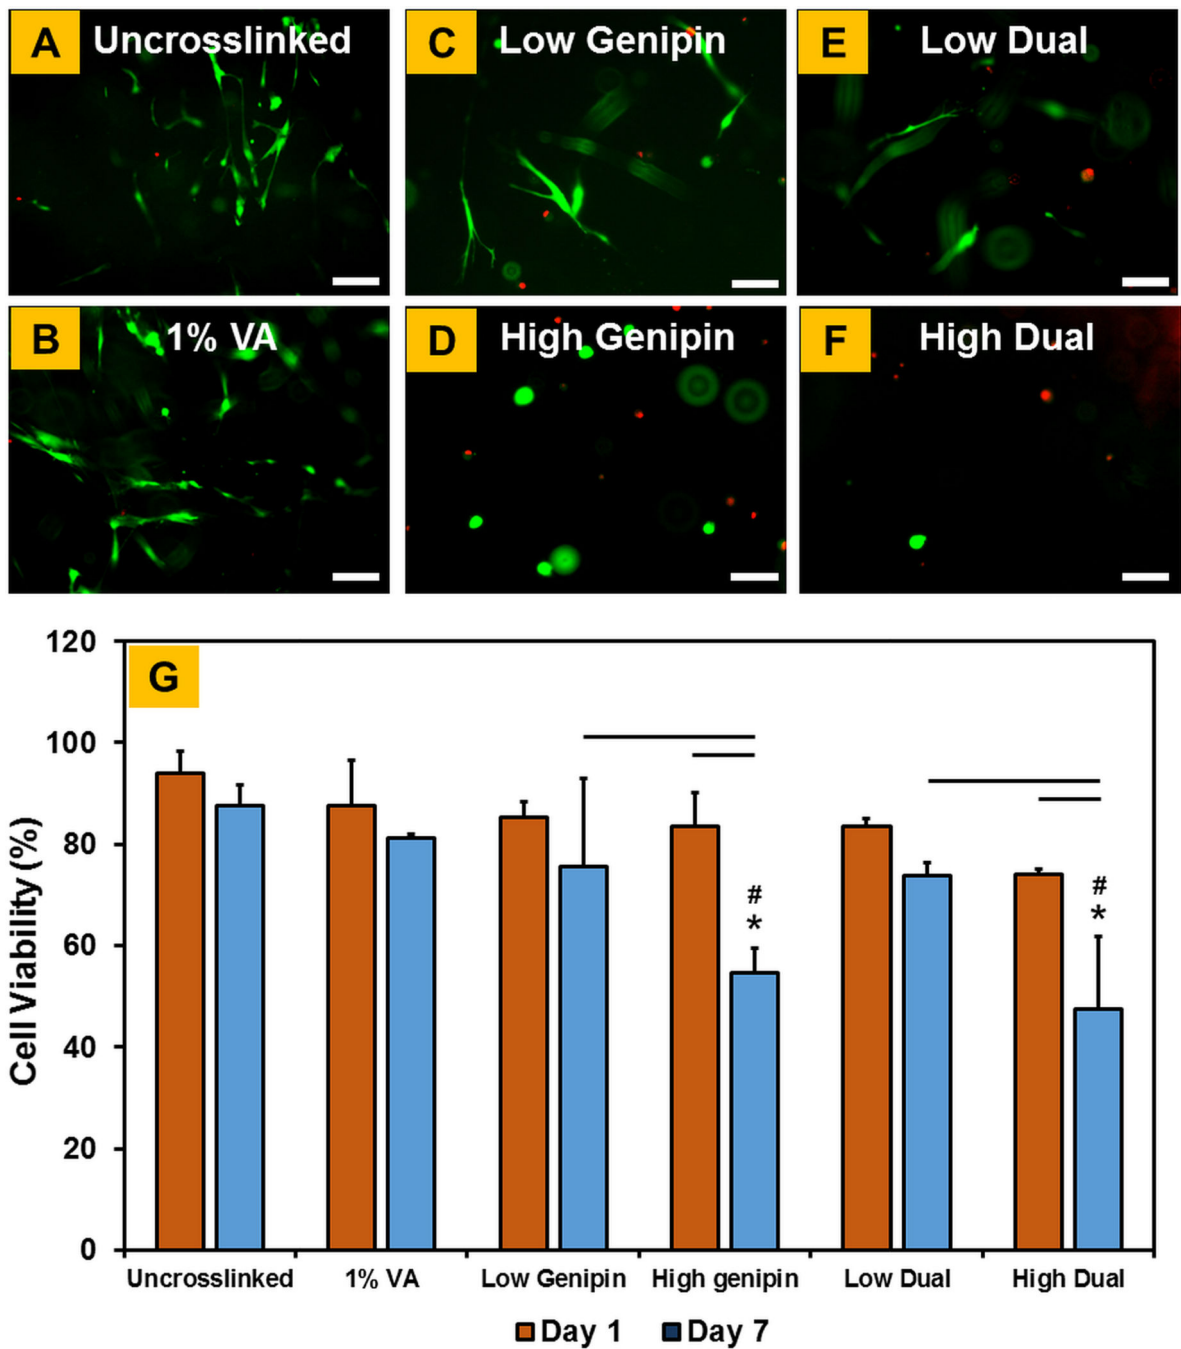 A Uncrosslinked
C Low Genipin
E Low Dual
B 1% VA
D High Genipin
F High Dual
G
120
100
80
60
40
20
0
Cell Viability (%)
#
*
#
*
Uncrosslinked 1% VA Low Genipin High genipin Low Dual High Dual
Day 1 Day 7